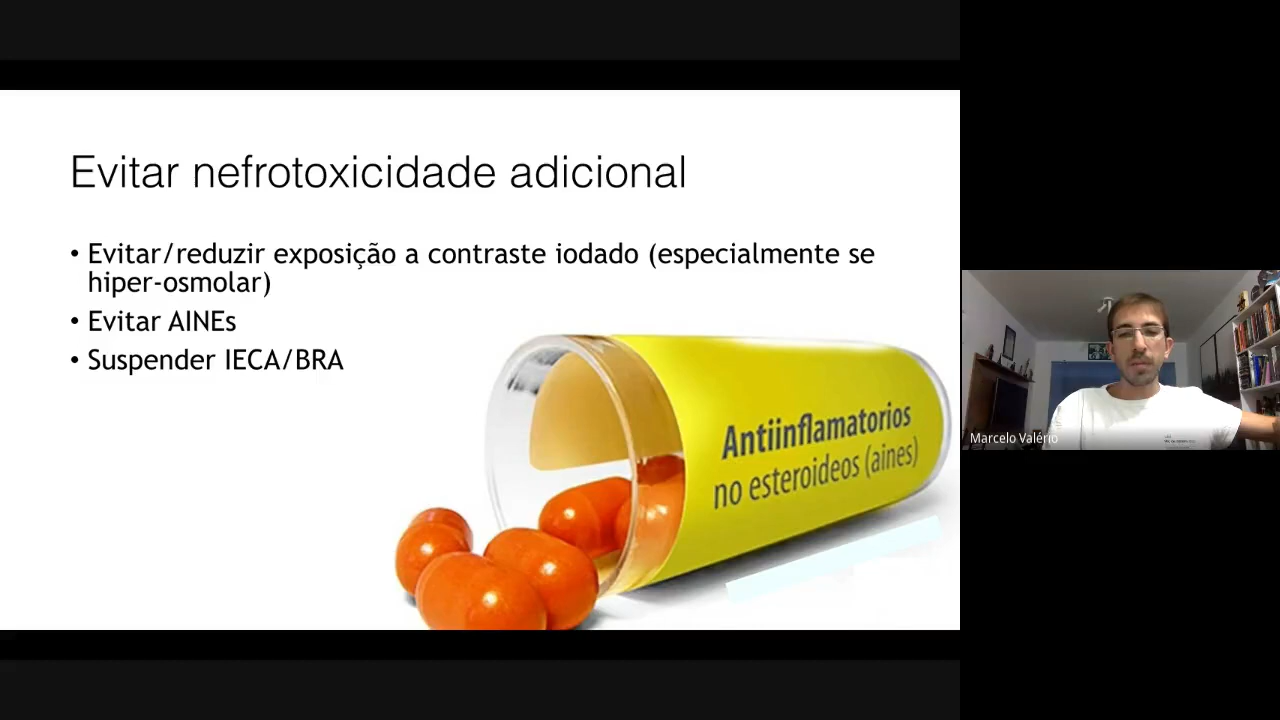 Evitar nefrotoxicidade adicional
• Evitar/reduzir exposição a contraste iodado (especialmente se
hiper-osmolar)
• Evitar AINEs
• Suspender IECA/BRA
Antiinflamatorios
no esteroideos (aines)
Marcelo Valério